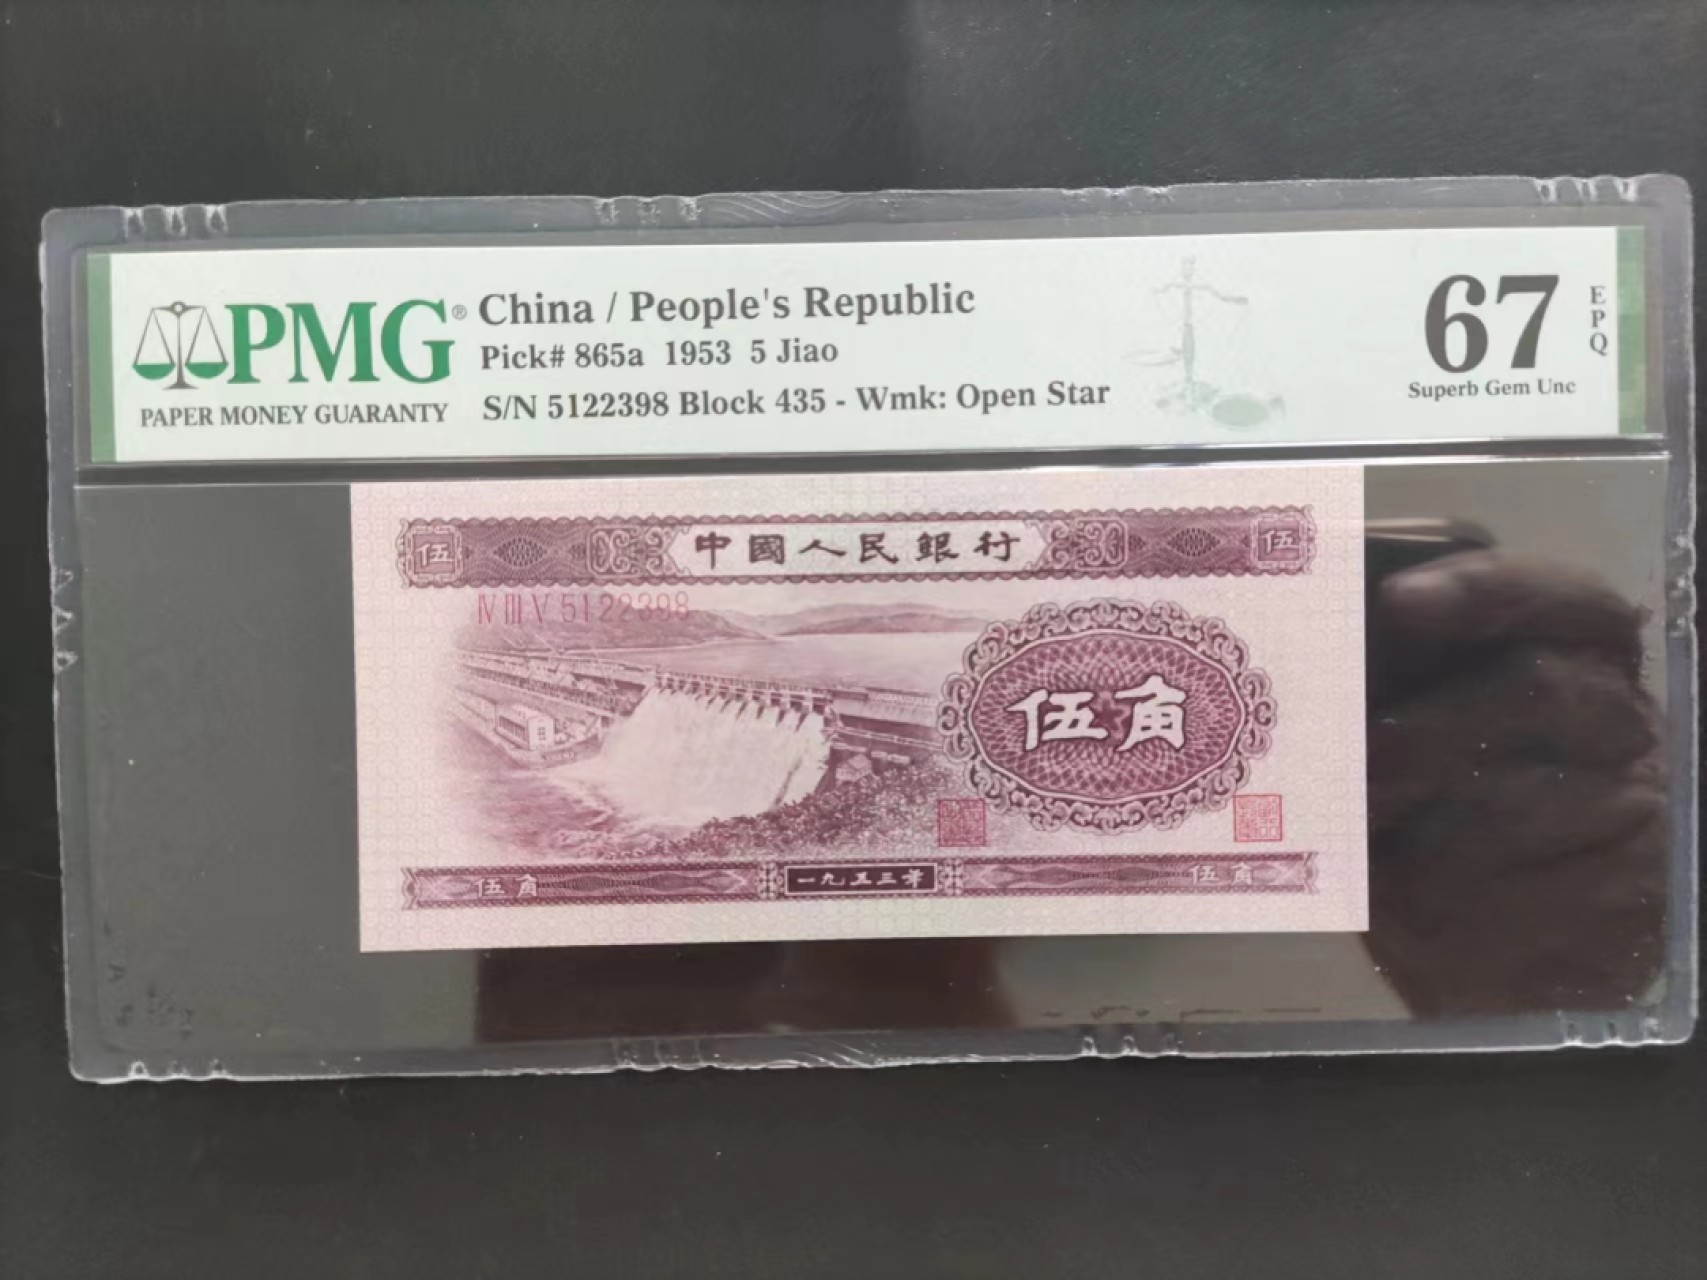 PMG®
PAPER MONEY GUARANTY
China / People's Republic
Pick# 865a 1953 5 Jiao
S/N 5122398 Block 435 - Wmk: Open Star
67
EPQ
Superb Gem Unc
伍 中國人民銀行 伍
Ⅳ Ⅲ Ⅴ 5122398
伍角
伍角 一九五三年 伍角